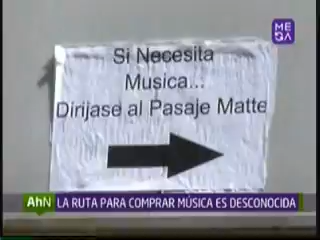 MEGA
Si Necesita
Musica...
Dirijase al Pasaje Matte
AhN
LA RUTA PARA COMPRAR MÚSICA ES DESCONOCIDA